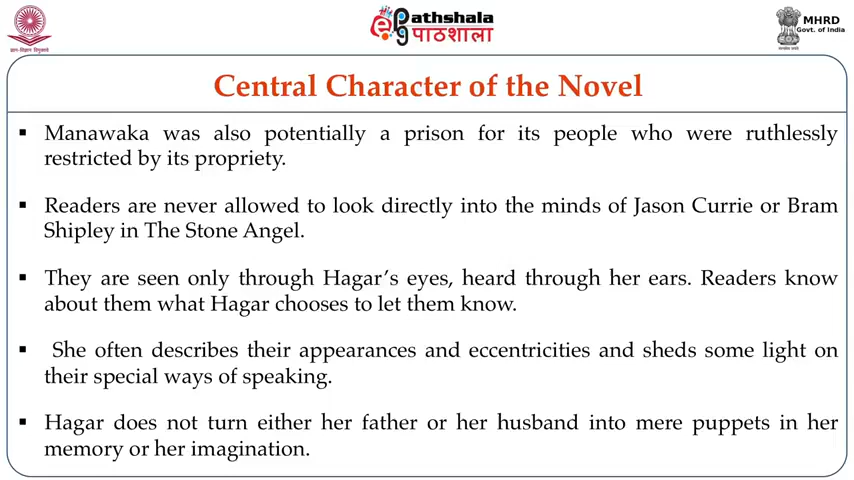 ePathshala
पाठशाला
MHRD
Govt. of India
Central Character of the Novel
▪ Manawaka was also potentially a prison for its people who were ruthlessly
restricted by its propriety.
▪ Readers are never allowed to look directly into the minds of Jason Currie or Bram
Shipley in The Stone Angel.
▪ They are seen only through Hagar's eyes, heard through her ears. Readers know
about them what Hagar chooses to let them know.
▪ She often describes their appearances and eccentricities and sheds some light on
their special ways of speaking.
▪ Hagar does not turn either her father or her husband into mere puppets in her
memory or her imagination.